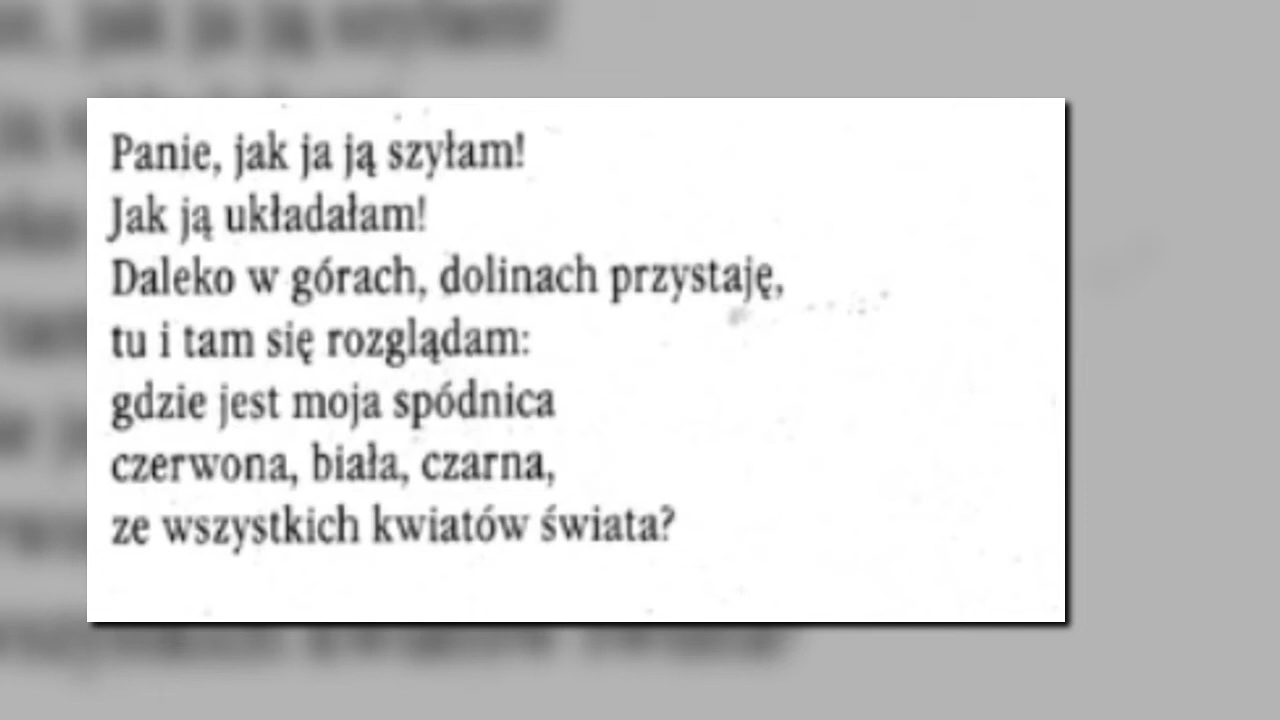 Panie, jak ja ją szyłam!
Jak ją układałam!
Daleko w górach, dolinach przystaję,
tu i tam się rozglądam:
gdzie jest moja spódnica
czerwona, biała, czarna,
ze wszystkich kwiatów świata?